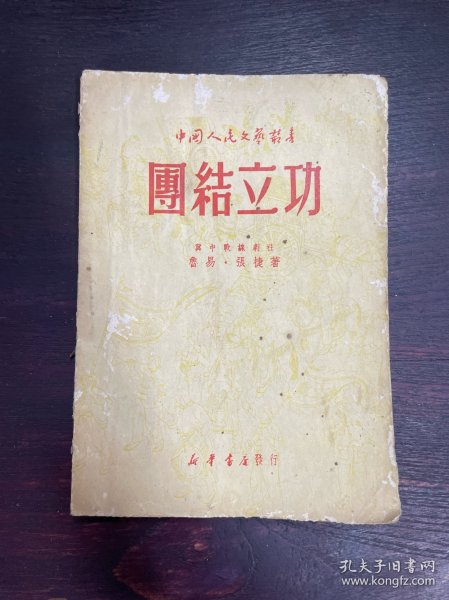 中國人民文藝叢書
團結立功
冀中戰線劇社
魯易·張捷著
新華書店發行
孔夫子旧书网
www.kongfz.com